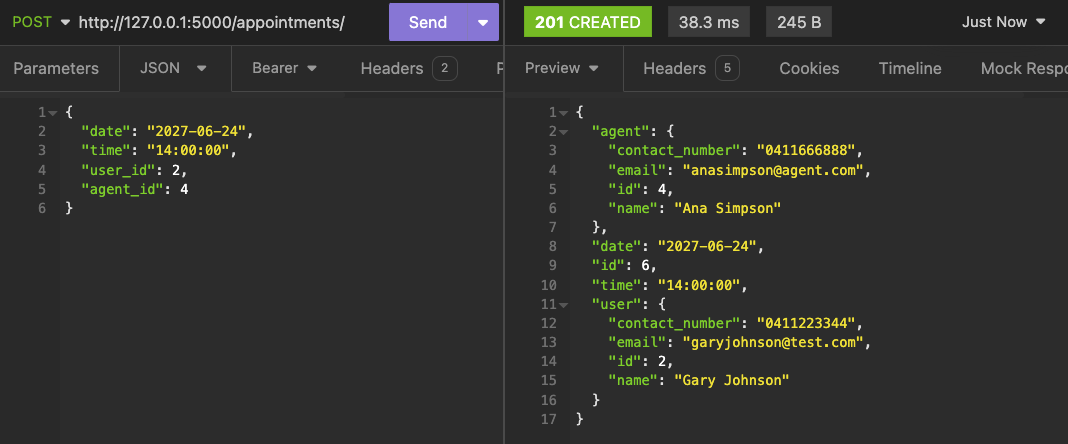 POST http://127.0.0.1:5000/appointments/ Send
201 CREATED 38.3 ms 245 B Just Now
Parameters JSON Bearer Headers 2 P
Preview Headers 5 Cookies Timeline Mock Resp
1 {
2 "date": "2027-06-24",
3 "time": "14:00:00",
4 "user_id": 2,
5 "agent_id": 4
6 }
1 {
2 "agent": {
3 "contact_number": "0411666888",
4 "email": "anasimpson@agent.com",
5 "id": 4,
6 "name": "Ana Simpson"
7 },
8 "date": "2027-06-24",
9 "id": 6,
10 "time": "14:00:00",
11 "user": {
12 "contact_number": "0411223344",
13 "email": "garyjohnson@test.com",
14 "id": 2,
15 "name": "Gary Johnson"
16 }
17 }